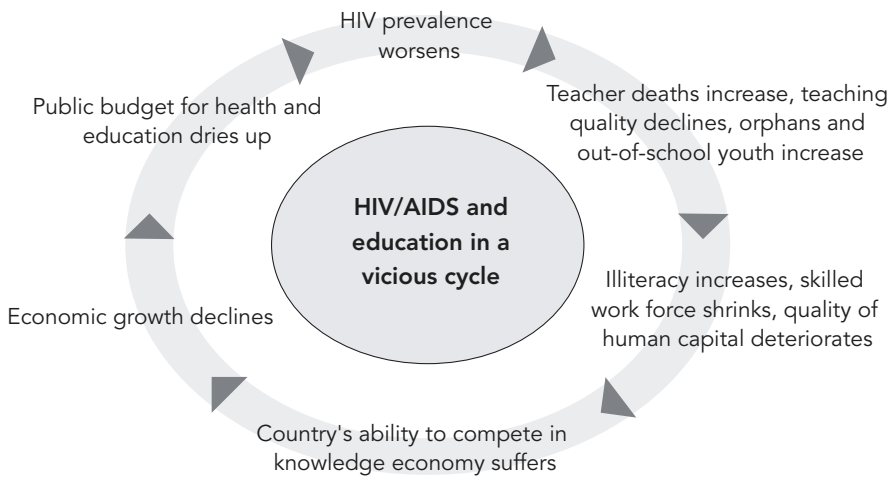 HIV prevalence
worsens
Teacher deaths increase, teaching
quality declines, orphans and
out-of-school youth increase
Illiteracy increases, skilled
work force shrinks, quality of
human capital deteriorates
Country's ability to compete in
knowledge economy suffers
Economic growth declines
Public budget for health and
education dries up
HIV/AIDS and
education in a
vicious cycle